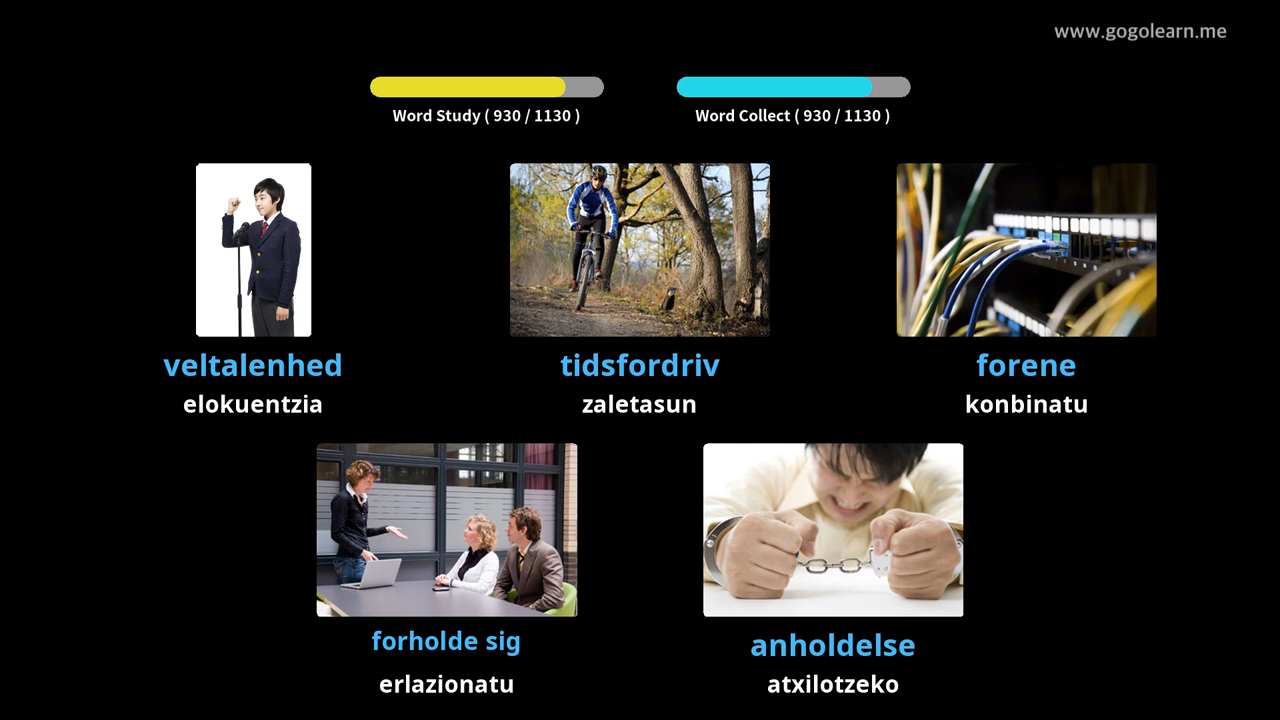 www.gogolearn.me
Word Study ( 930 / 1130 )
Word Collect ( 930 / 1130 )
veltalenhed
elokuentzia
tidsfordriv
zaletasun
forene
konbinatu
forholde sig
erlazionatu
anholdelse
atxilotzeko